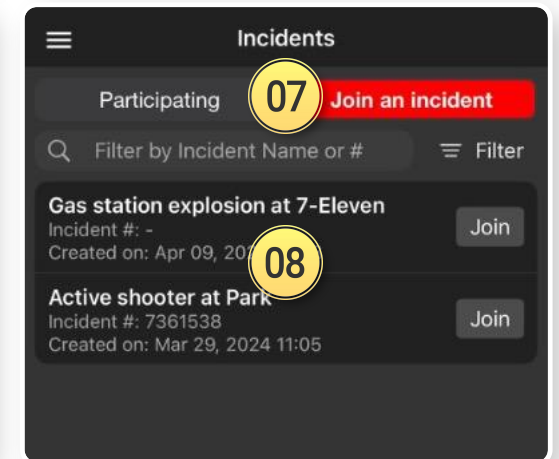 Incidents
Participating 07 Join an incident
Filter by Incident Name or # Filter
Gas station explosion at 7-Eleven
Incident #: -
Join
Created on: Apr 09,
08
Active shooter at Park
Incident #: 7361538
Join
Created on: Mar 29, 2024 11:05